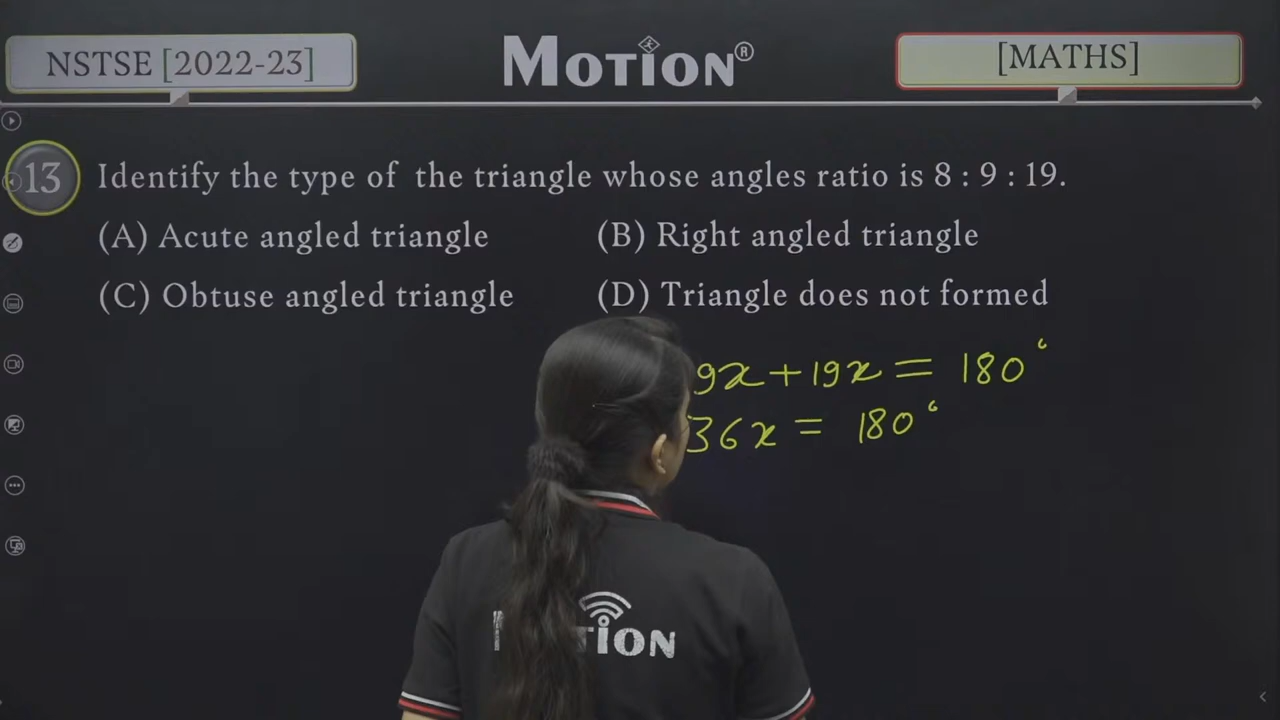 NSTSE [2022-23]
MOTION®
[MATHS]
13 Identify the type of the triangle whose angles ratio is 8 : 9 : 19.
(A) Acute angled triangle (B) Right angled triangle
(C) Obtuse angled triangle (D) Triangle does not formed
9x + 19x = 180°
36x = 180°
TION